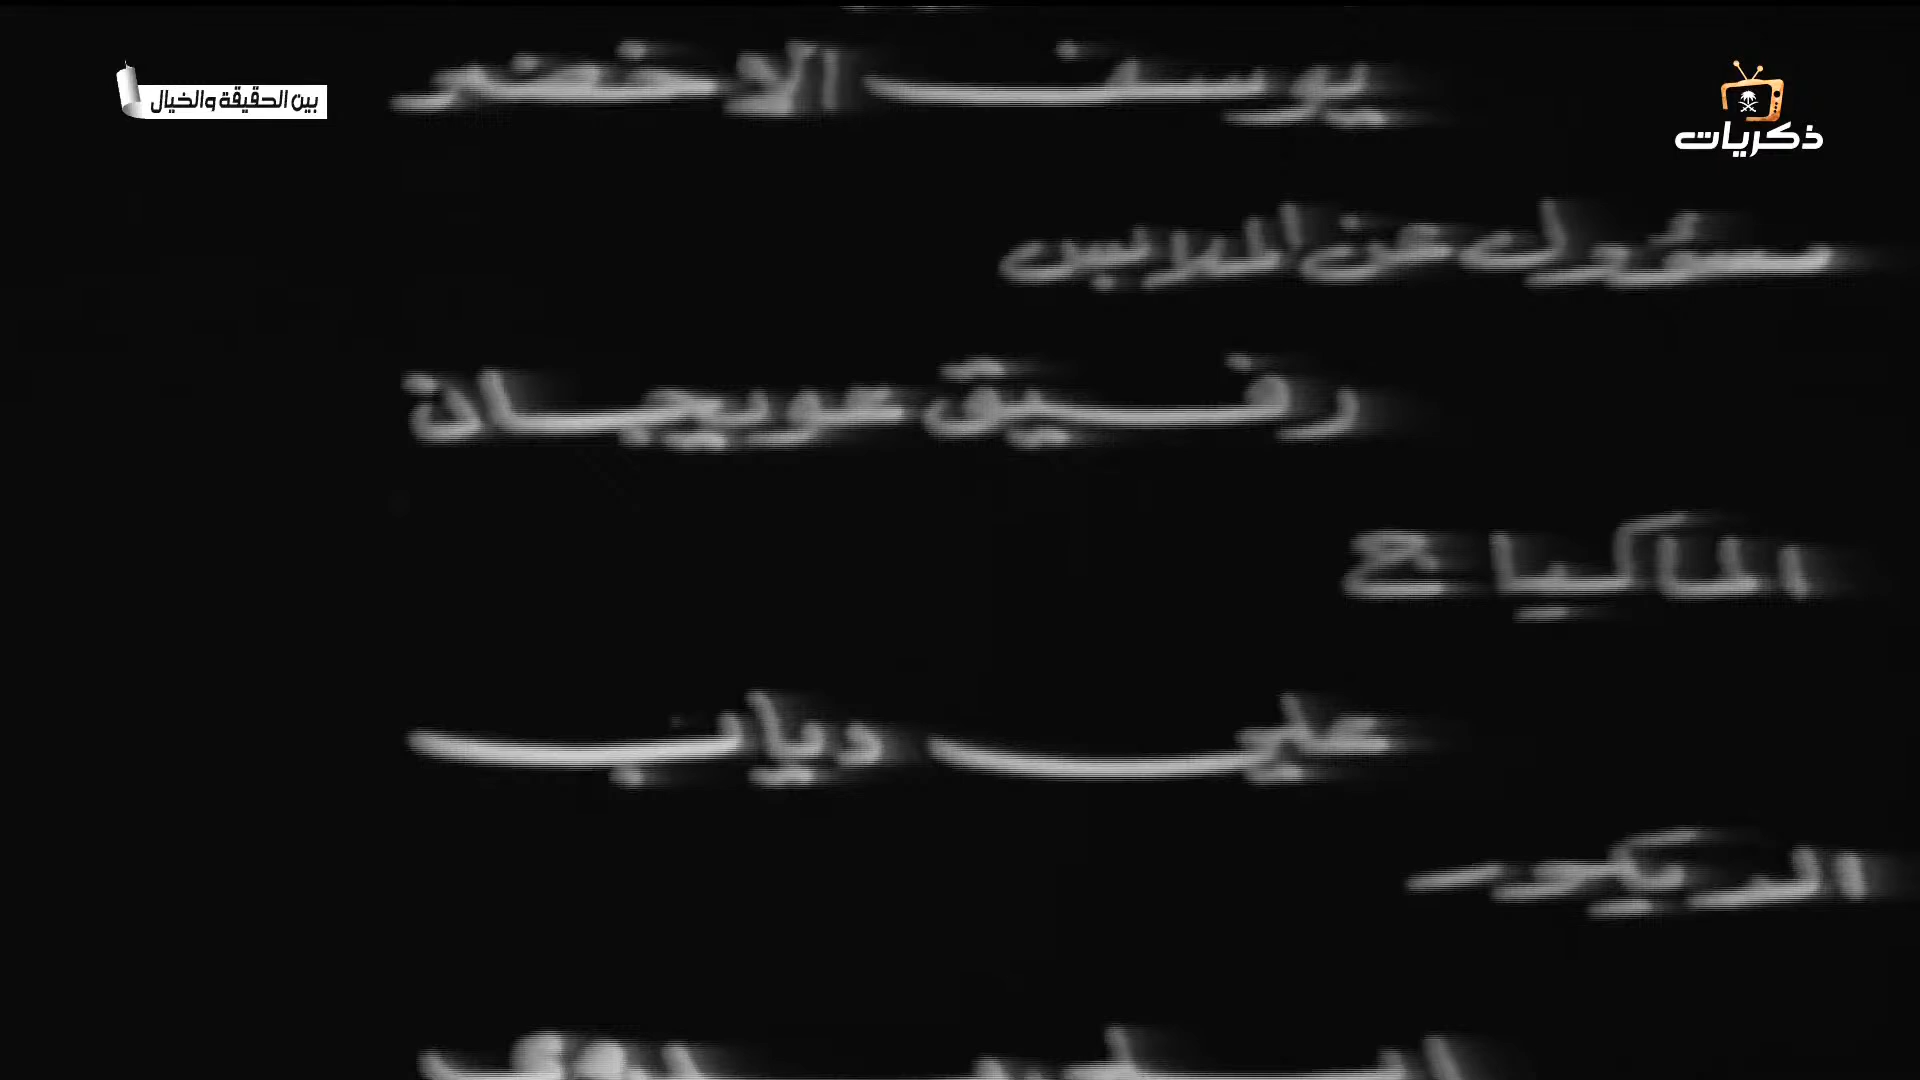 يوسف الاخضر
بين الحقيقة والخيال
ذكريات
مسئول عن الملابس
رفيق عويجان
الماكياج
علي دياب
الديكور